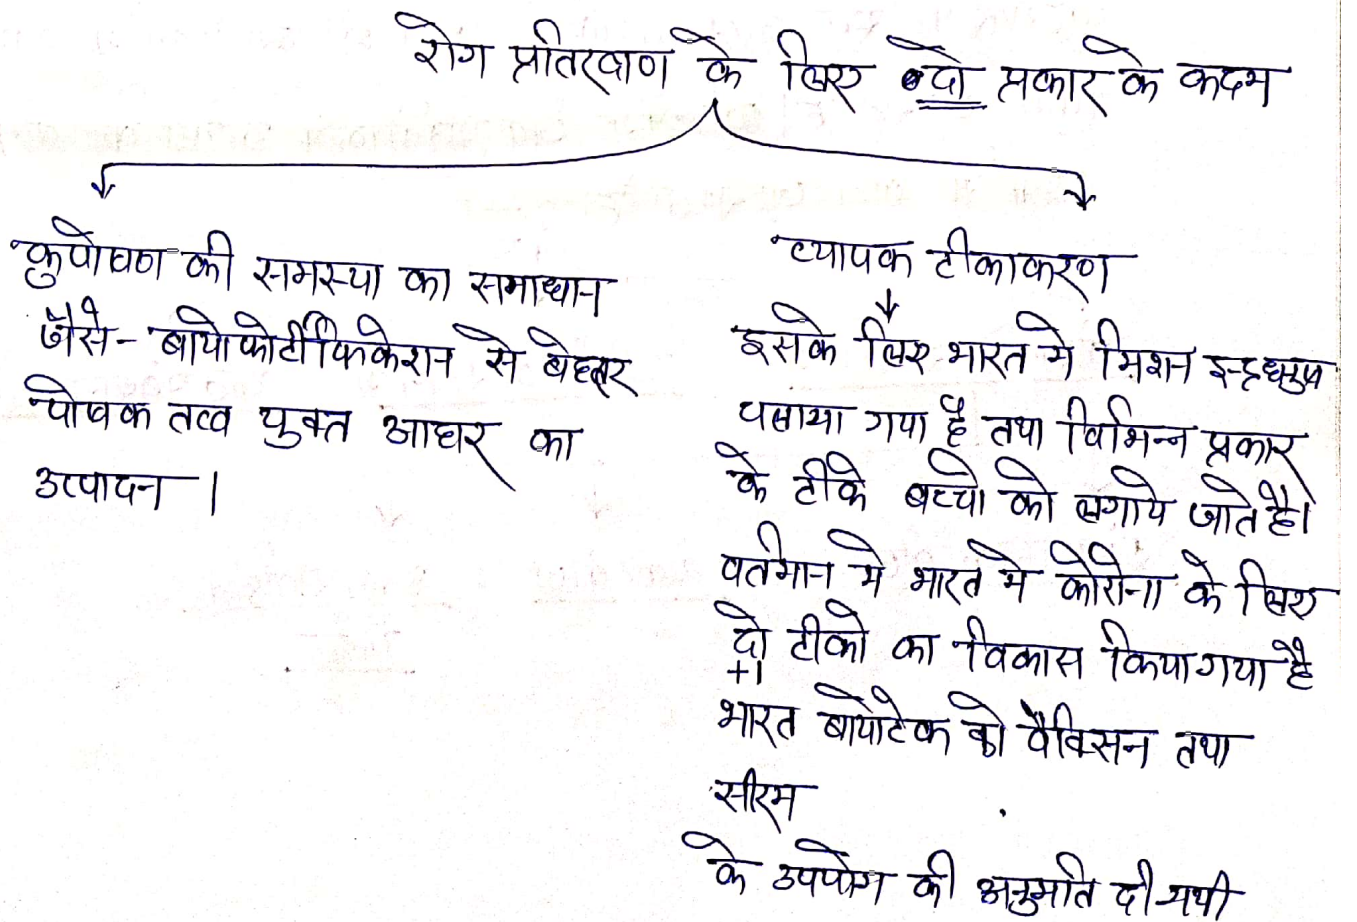 रोग प्रतिरक्षण के लिए दो प्रकार के कदम
कुपोषण की समस्या का समाधान
जैसे - बायोफोर्टीफिकेशन से बेहतर
पोषक तत्व युक्त आहार का
उत्पादन ।
व्यापक टीकाकरण
इसके लिए भारत मे मिशन इन्द्रधनुष
चलाया गया है तथा विभिन्न प्रकार
के टीके बच्चो को लगाये जाते है।
वर्तमान मे भारत मे कोरोना के लिए
दो टीको का विकास किया गया है
+1
भारत बायोटेक को वैक्सिन तथा
सीरम
के उपयोग की अनुमति दी गयी